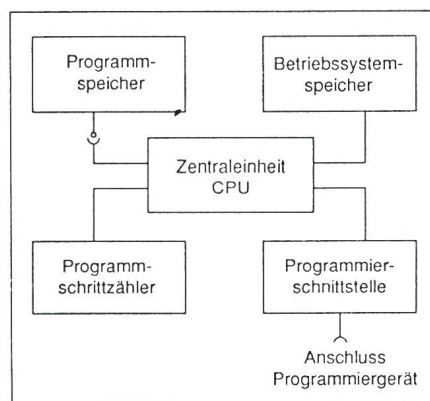 Programm-
speicher
Betriebssystem-
speicher
Zentraleinheit
CPU
Programm-
schrittzähler
Programmier-
schnittstelle
Anschluss
Programmiergerät